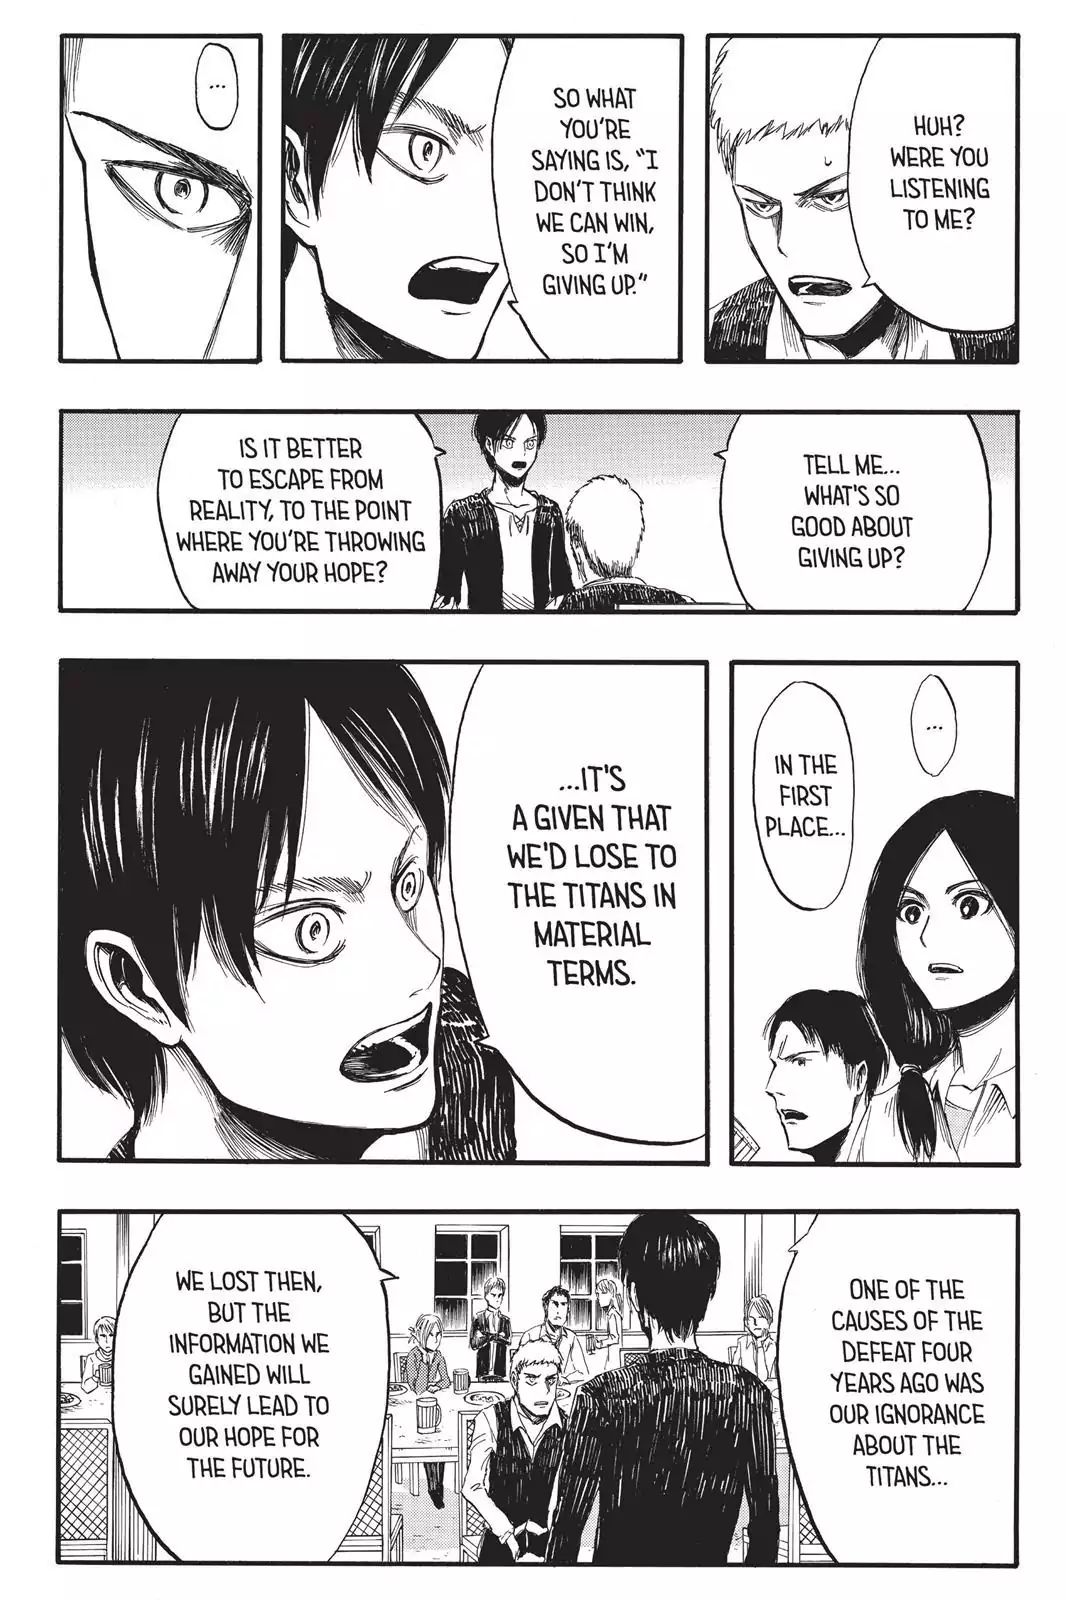 HUH?
WERE YOU
LISTENING
TO ME?
SO WHAT
YOU'RE
SAYING IS, "I
DON'T THINK
WE CAN WIN,
SO I'M
GIVING UP."
...
TELL ME...
WHAT'S SO
GOOD ABOUT
GIVING UP?
IS IT BETTER
TO ESCAPE FROM
REALITY, TO THE POINT
WHERE YOU'RE THROWING
AWAY YOUR HOPE?
...
IN THE
FIRST
PLACE...
...IT'S
A GIVEN THAT
WE'D LOSE TO
THE TITANS IN
MATERIAL
TERMS.
ONE OF THE
CAUSES OF THE
DEFEAT FOUR
YEARS AGO WAS
OUR IGNORANCE
ABOUT THE
TITANS...
WE LOST THEN,
BUT THE
INFORMATION WE
GAINED WILL
SURELY LEAD TO
OUR HOPE FOR
THE FUTURE.